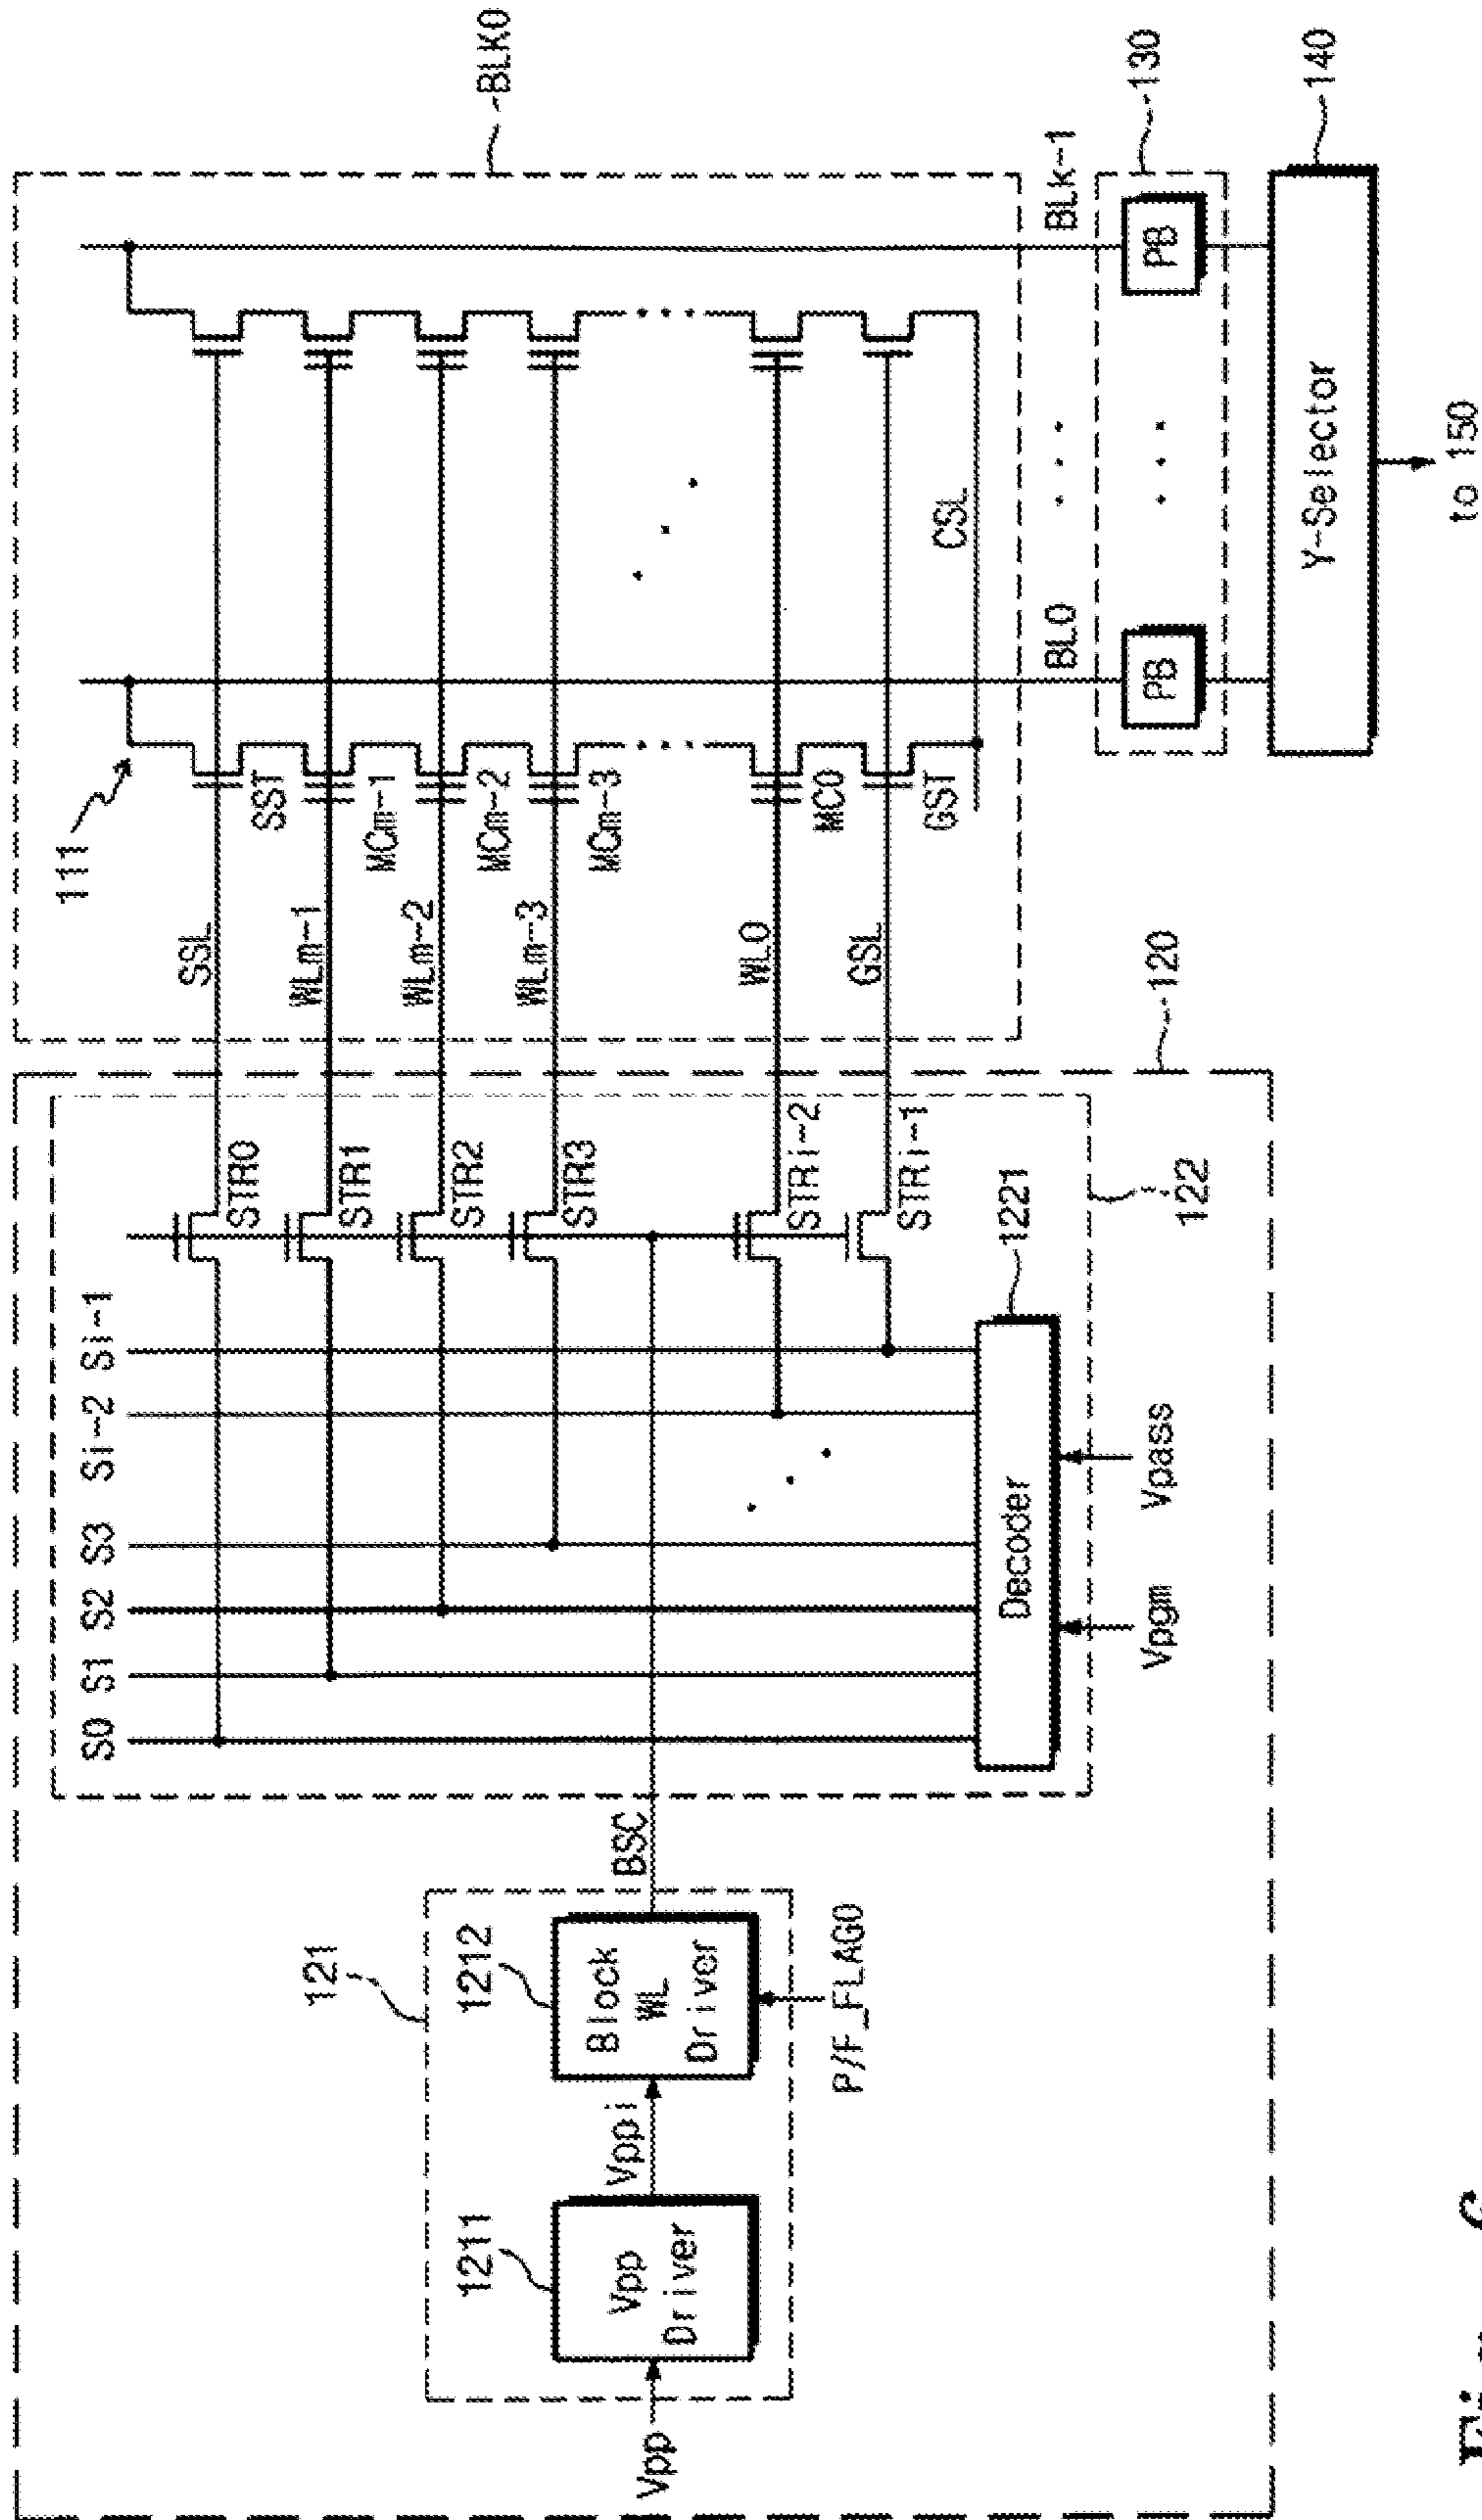 111
BLK0
SSL
SST
WLm-1
MCm-1
WLm-2
MCm-2
WLm-3
MCm-3
WL0
MC0
GSL
GST
CSL
BL0
BLk-1
130
PB
PB
140
Y-Selector
to 150
120
S0
S1
S2
S3
Si-2
Si-1
STR0
STR1
STR2
STR3
STRi-2
STRi-1
1221
122
Decoder
Vpgm
Vpass
BSC
121
1211
1212
Vpp
Vpp
Driver
Vppi
Block
WL
Driver
P/F_FLAG0